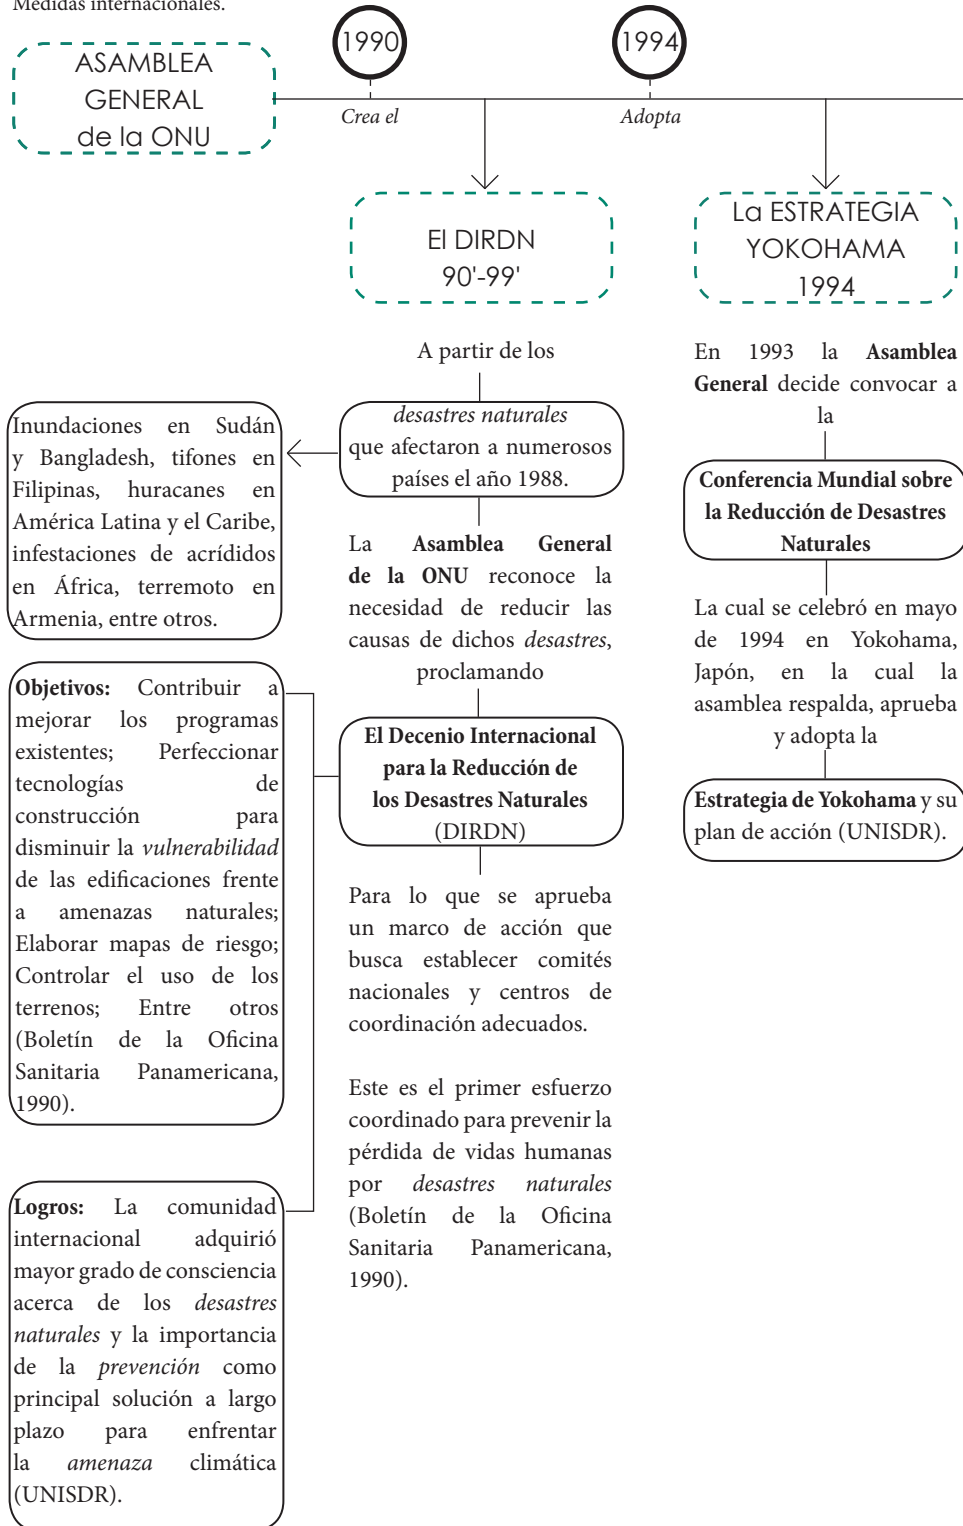 Medidas internacionales.
ASAMBLEA
GENERAL
de la ONU
1990
Crea el
1994
Adopta
El DIRDN
90'-99'
La ESTRATEGIA
YOKOHAMA
1994
A partir de los
desastres naturales
que afectaron a numerosos
países el año 1988.
Inundaciones en Sudán
y Bangladesh, tifones en
Filipinas, huracanes en
América Latina y el Caribe,
infestaciones de acrídidos
en África, terremoto en
Armenia, entre otros.
La Asamblea General
de la ONU reconoce la
necesidad de reducir las
causas de dichos desastres,
proclamando
El Decenio Internacional
para la Reducción de
los Desastres Naturales
(DIRDN)
Objetivos: Contribuir a
mejorar los programas
existentes; Perfeccionar
tecnologías de
construcción para
disminuir la vulnerabilidad
de las edificaciones frente
a amenazas naturales;
Elaborar mapas de riesgo;
Controlar el uso de los
terrenos; Entre otros
(Boletín de la Oficina
Sanitaria Panamericana,
1990).
Logros: La comunidad
internacional adquirió
mayor grado de consciencia
acerca de los desastres
naturales y la importancia
de la prevención como
principal solución a largo
plazo para enfrentar
la amenaza climática
(UNISDR).
Para lo que se aprueba
un marco de acción que
busca establecer comités
nacionales y centros de
coordinación adecuados.
Este es el primer esfuerzo
coordinado para prevenir la
pérdida de vidas humanas
por desastres naturales
(Boletín de la Oficina
Sanitaria Panamericana,
1990).
En 1993 la Asamblea
General decide convocar a
la
Conferencia Mundial sobre
la Reducción de Desastres
Naturales
La cual se celebró en mayo
de 1994 en Yokohama,
Japón, en la cual la
asamblea respalda, aprueba
y adopta la
Estrategia de Yokohama y su
plan de acción (UNISDR).